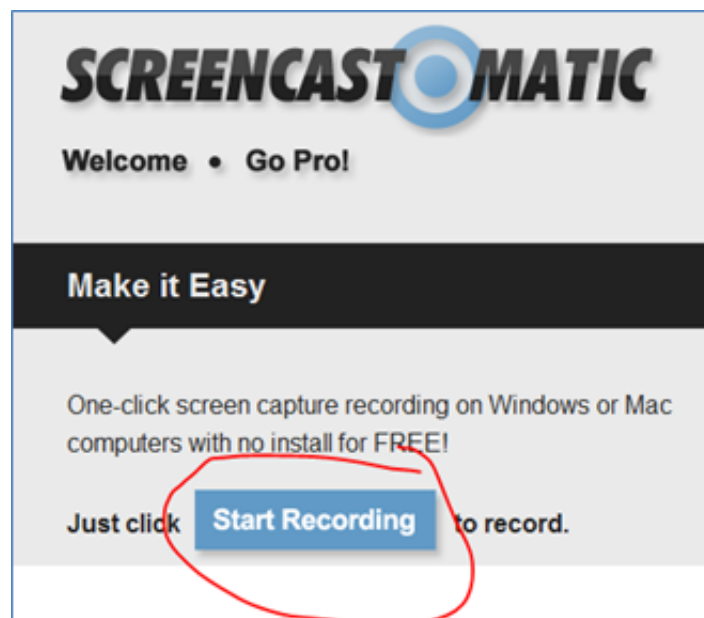 SCREENCAST O MATIC
Welcome • Go Pro!
Make it Easy
One-click screen capture recording on Windows or Mac
computers with no install for FREE!
Just click Start Recording to record.